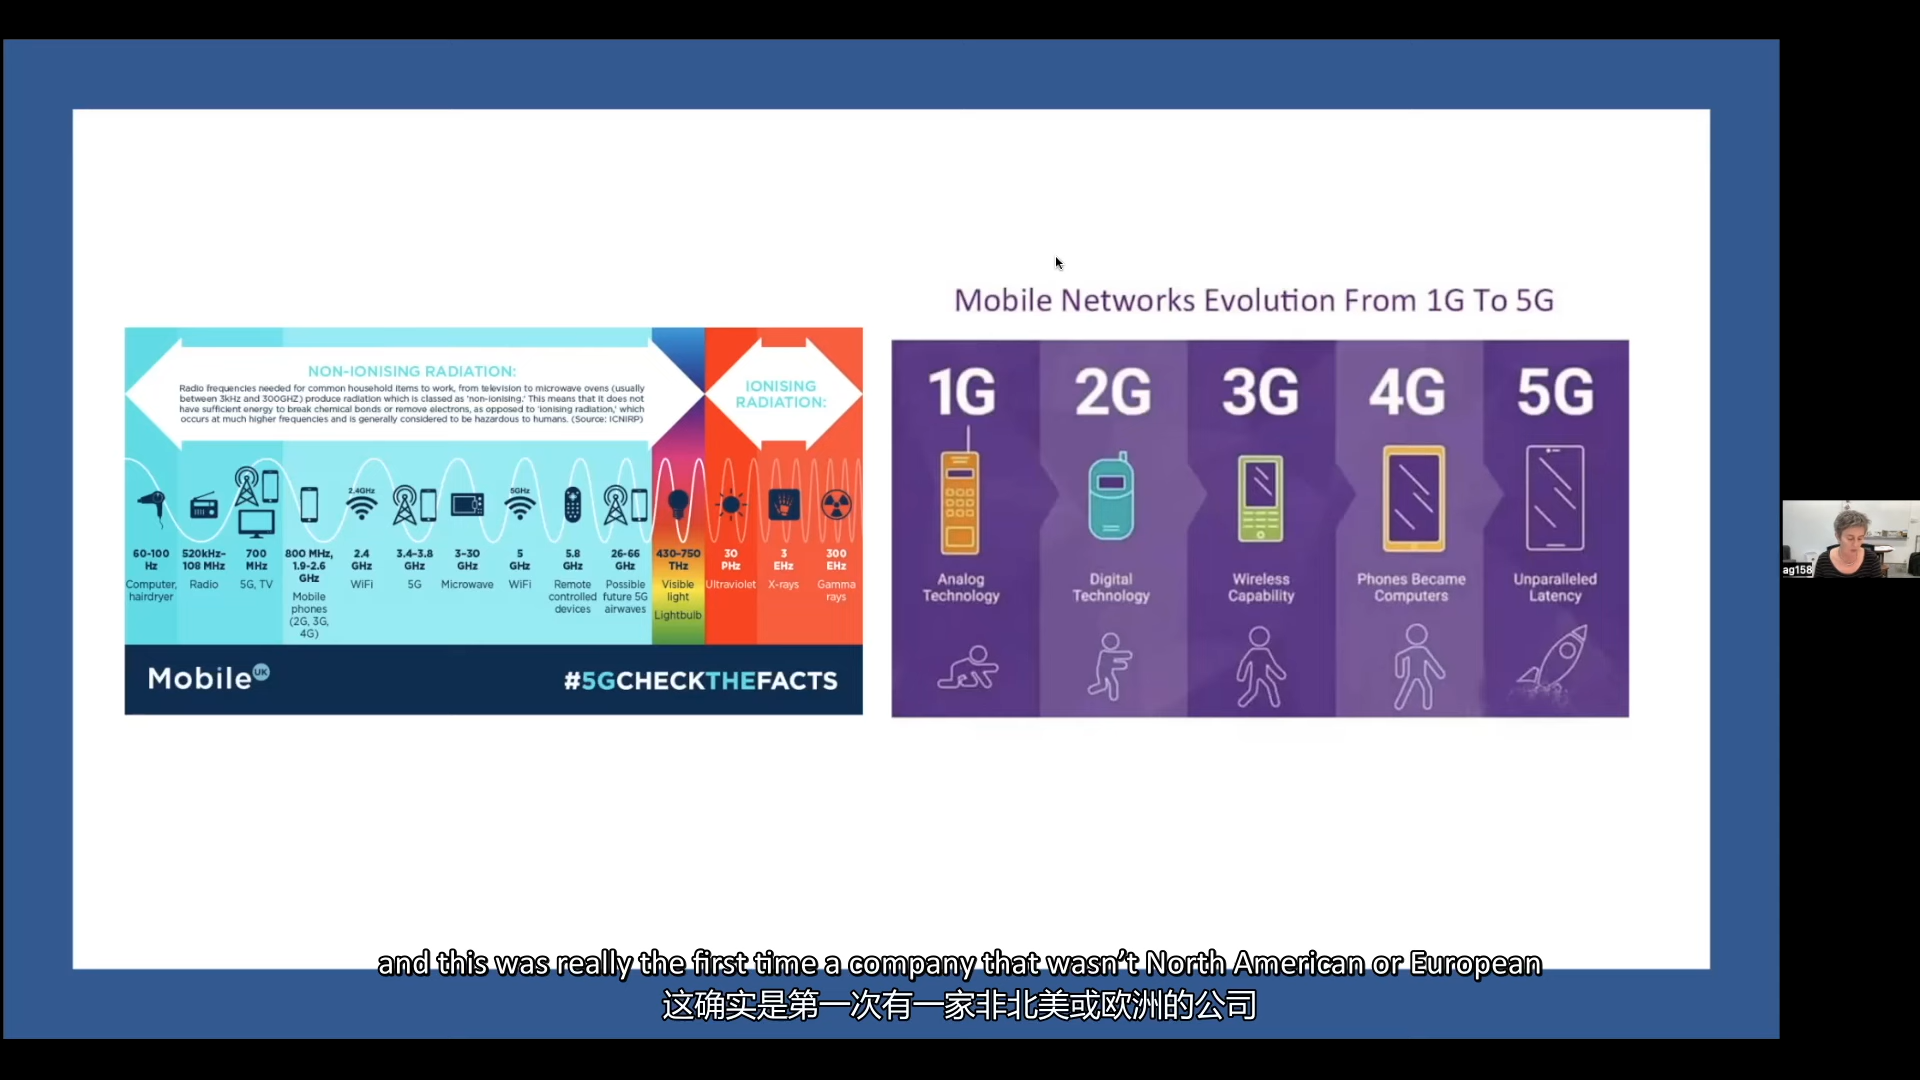 Mobile Networks Evolution From 1G To 5G
NON-IONISING RADIATION:
Radio frequencies needed for common household items to work, from television to microwave ovens (usually
between 3kHz and 300GHZ) produce radiation which is classed as 'non-ionising.' This means that it does not
have sufficient energy to break chemical bonds or remove electrons, as opposed to 'ionising radiation,' which
occurs at much higher frequencies and is generally considered to be hazardous to humans. (Source: ICNIRP)
IONISING
RADIATION:
2.4GHz
5GHz
60-100
Hz
Computer,
hairdryer
520kHz-
108 MHz
Radio
700
MHz
5G, TV
800 MHz,
1.9-2.6
GHz
Mobile
phones
(2G, 3G,
4G)
2.4
GHz
WiFi
3.4-3.8
GHz
5G
3-30
GHz
Microwave
5
GHz
WiFi
5.8
GHz
Remote
controlled
devices
26-66
GHz
Possible
future 5G
airwaves
430-750
THz
Visible
light
Lightbulb
30
PHz
Ultraviolet
3
EHz
X-rays
300
EHz
Gamma
rays
Mobile UK
#5GCHECKTHEFACTS
1G
Analog
Technology
2G
Digital
Technology
3G
Wireless
Capability
4G
Phones Became
Computers
5G
Unparalleled
Latency
ag158
and this was really the first time a company that wasn't North American or European
这确实是第一次有一家非北美或欧洲的公司